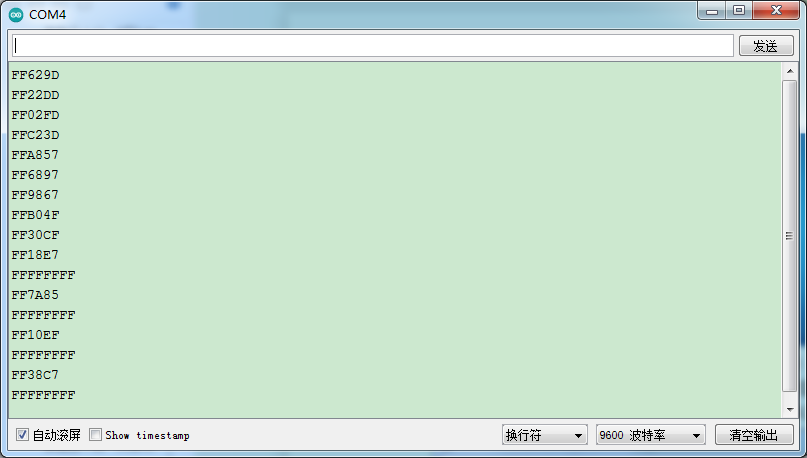 COM4
发送
FF629D
FF22DD
FF02FD
FFC23D
FFA857
FF6897
FF9867
FFB04F
FF30CF
FF18E7
FFFFFFFF
FF7A85
FFFFFFFF
FF10EF
FFFFFFFF
FF38C7
FFFFFFFF
自动滚屏 Show timestamp 换行符 9600 波特率 清空输出